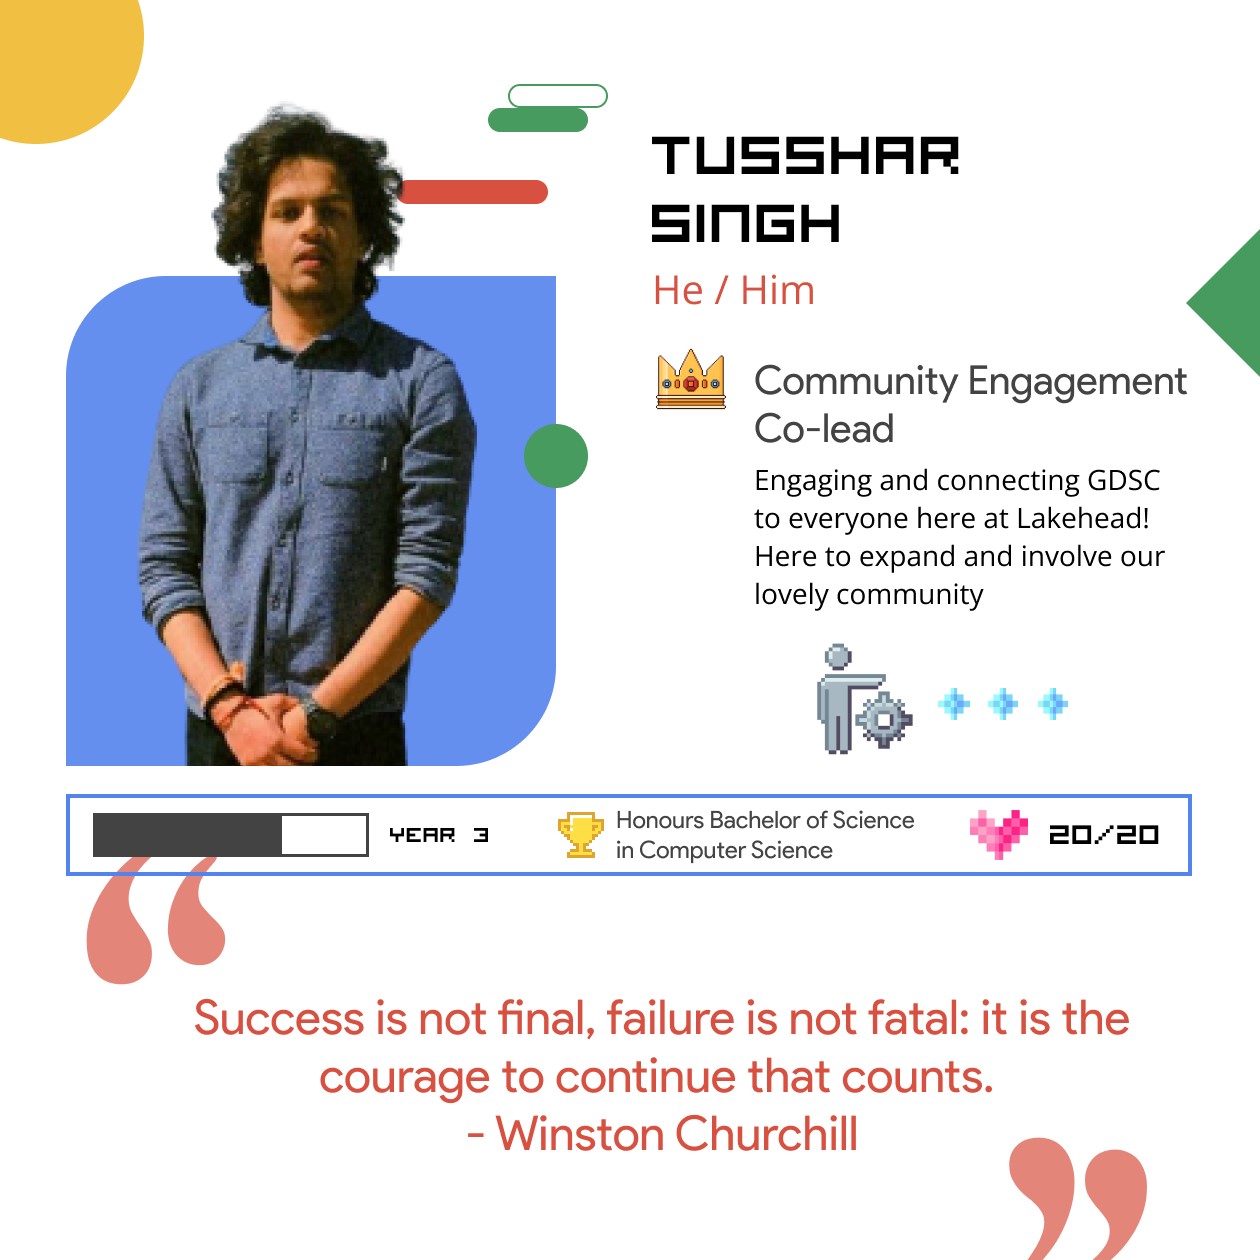 TUSSHAR
SINGH
He / Him
Community Engagement
Co-lead
Engaging and connecting GDSC
to everyone here at Lakehead!
Here to expand and involve our
lovely community
YEAR 3
Honours Bachelor of Science
in Computer Science
20/20
“
Success is not final, failure is not fatal: it is the
courage to continue that counts.
- Winston Churchill
”